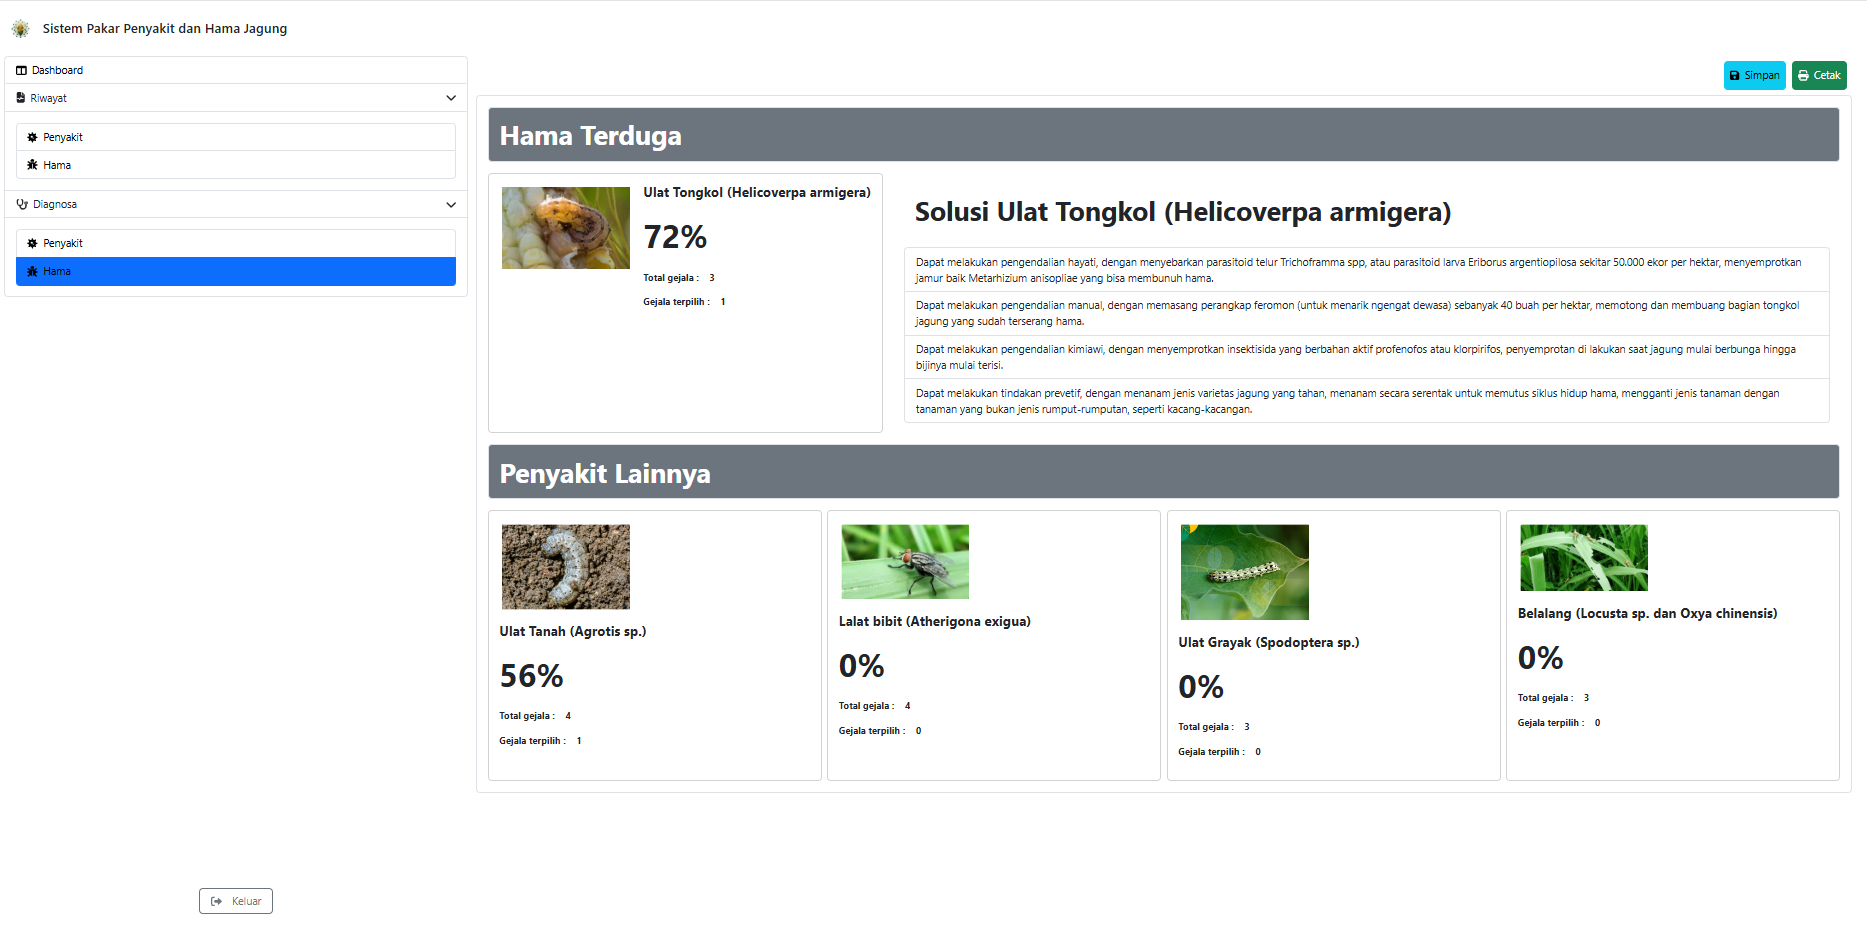 Sistem Pakar Penyakit dan Hama Jagung
Dashboard
Riwayat
Penyakit
Hama
Diagnosa
Penyakit
Hama
Keluar
Simpan
Cetak
Hama Terduga
Ulat Tongkol (Helicoverpa armigera)
72%
Total gejala : 3
Gejala terpilih : 1
Solusi Ulat Tongkol (Helicoverpa armigera)
Dapat melakukan pengendalian hayati, dengan menyebarkan parasitoid telur Trichoframma spp, atau parasitoid larva Eriborus argentiopilosa sekitar 50.000 ekor per hektar, menyemprotkan
jamur baik Metarhizium anisopliae yang bisa membunuh hama.
Dapat melakukan pengendalian manual, dengan memasang perangkap feromon (untuk menarik ngengat dewasa) sebanyak 40 buah per hektar, memotong dan membuang bagian tongkol
jagung yang sudah terserang hama.
Dapat melakukan pengendalian kimiawi, dengan menyemprotkan insektisida yang berbahan aktif profenofos atau klorpirifos, penyemprotan di lakukan saat jagung mulai berbunga hingga
bijinya mulai terisi.
Dapat melakukan tindakan prevetif, dengan menanam jenis varietas jagung yang tahan, menanam secara serentak untuk memutus siklus hidup hama, mengganti jenis tanaman dengan
tanaman yang bukan jenis rumput-rumputan, seperti kacang-kacangan.
Penyakit Lainnya
Ulat Tanah (Agrotis sp.)
56%
Total gejala : 4
Gejala terpilih : 1
Lalat bibit (Atherigona exigua)
0%
Total gejala : 4
Gejala terpilih : 0
Ulat Grayak (Spodoptera sp.)
0%
Total gejala : 3
Gejala terpilih : 0
Belalang (Locusta sp. dan Oxya chinensis)
0%
Total gejala : 3
Gejala terpilih : 0